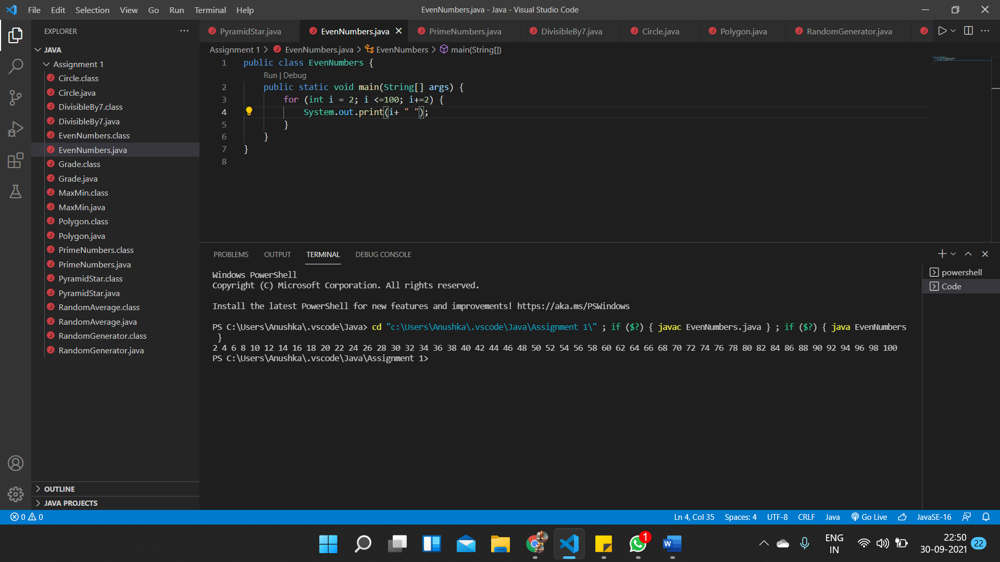 File Edit Selection View Go Run Terminal Help
EvenNumbers.java - Java - Visual Studio Code
EXPLORER
JAVA
Assignment 1
Circle.class
Circle.java
DivisibleBy7.class
DivisibleBy7.java
EvenNumbers.class
EvenNumbers.java
Grade.class
Grade.java
MaxMin.class
MaxMin.java
Polygon.class
Polygon.java
PrimeNumbers.class
PrimeNumbers.java
PyramidStar.class
PyramidStar.java
RandomAverage.class
RandomAverage.java
RandomGenerator.class
RandomGenerator.java
OUTLINE
JAVA PROJECTS
PyramidStar.java EvenNumbers.java PrimeNumbers.java DivisibleBy7.java Circle.java Polygon.java RandomGenerator.java
Assignment 1 > EvenNumbers.java > EvenNumbers > main(String[])
1 public class EvenNumbers {
Run | Debug
2 public static void main(String[] args) {
3 for (int i = 2; i <=100; i+=2) {
4 System.out.print(i+ " ");
5 }
6 }
7 }
8
PROBLEMS OUTPUT TERMINAL DEBUG CONSOLE
powershell
Code
Windows PowerShell
Copyright (C) Microsoft Corporation. All rights reserved.
Install the latest PowerShell for new features and improvements! https://aka.ms/PSWindows
PS C:\Users\Anushka\.vscode\Java> cd "c:\Users\Anushka\.vscode\Java\Assignment 1\" ; if ($?) { javac EvenNumbers.java } ; if ($?) { java EvenNumbers
}
2 4 6 8 10 12 14 16 18 20 22 24 26 28 30 32 34 36 38 40 42 44 46 48 50 52 54 56 58 60 62 64 66 68 70 72 74 76 78 80 82 84 86 88 90 92 94 96 98 100
PS C:\Users\Anushka\.vscode\Java\Assignment 1>
0 0
Ln 4, Col 35 Spaces: 4 UTF-8 CRLF Java Go Live JavaSE-16
1
W
ENG
IN
22:50
30-09-2021
22